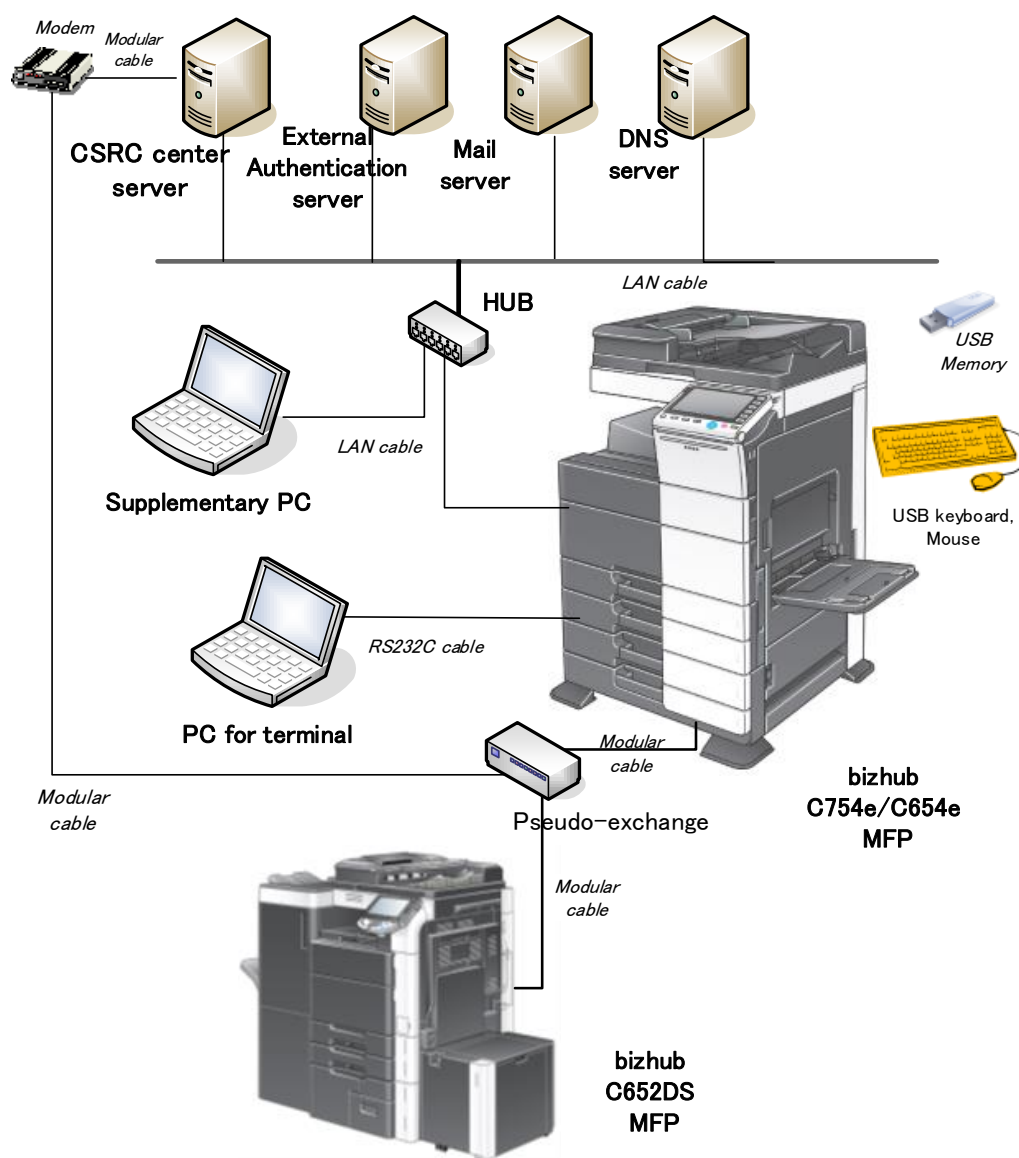 Modem
Modular
cable
CSRC center
server
External
Authentication
server
Mail
server
DNS
server
LAN cable
HUB
USB
Memory
LAN cable
Supplementary PC
USB keyboard,
Mouse
RS232C cable
PC for terminal
Modular
cable
Modular
cable
Pseudo-exchange
bizhub
C754e/C654e
MFP
Modular
cable
bizhub
C652DS
MFP